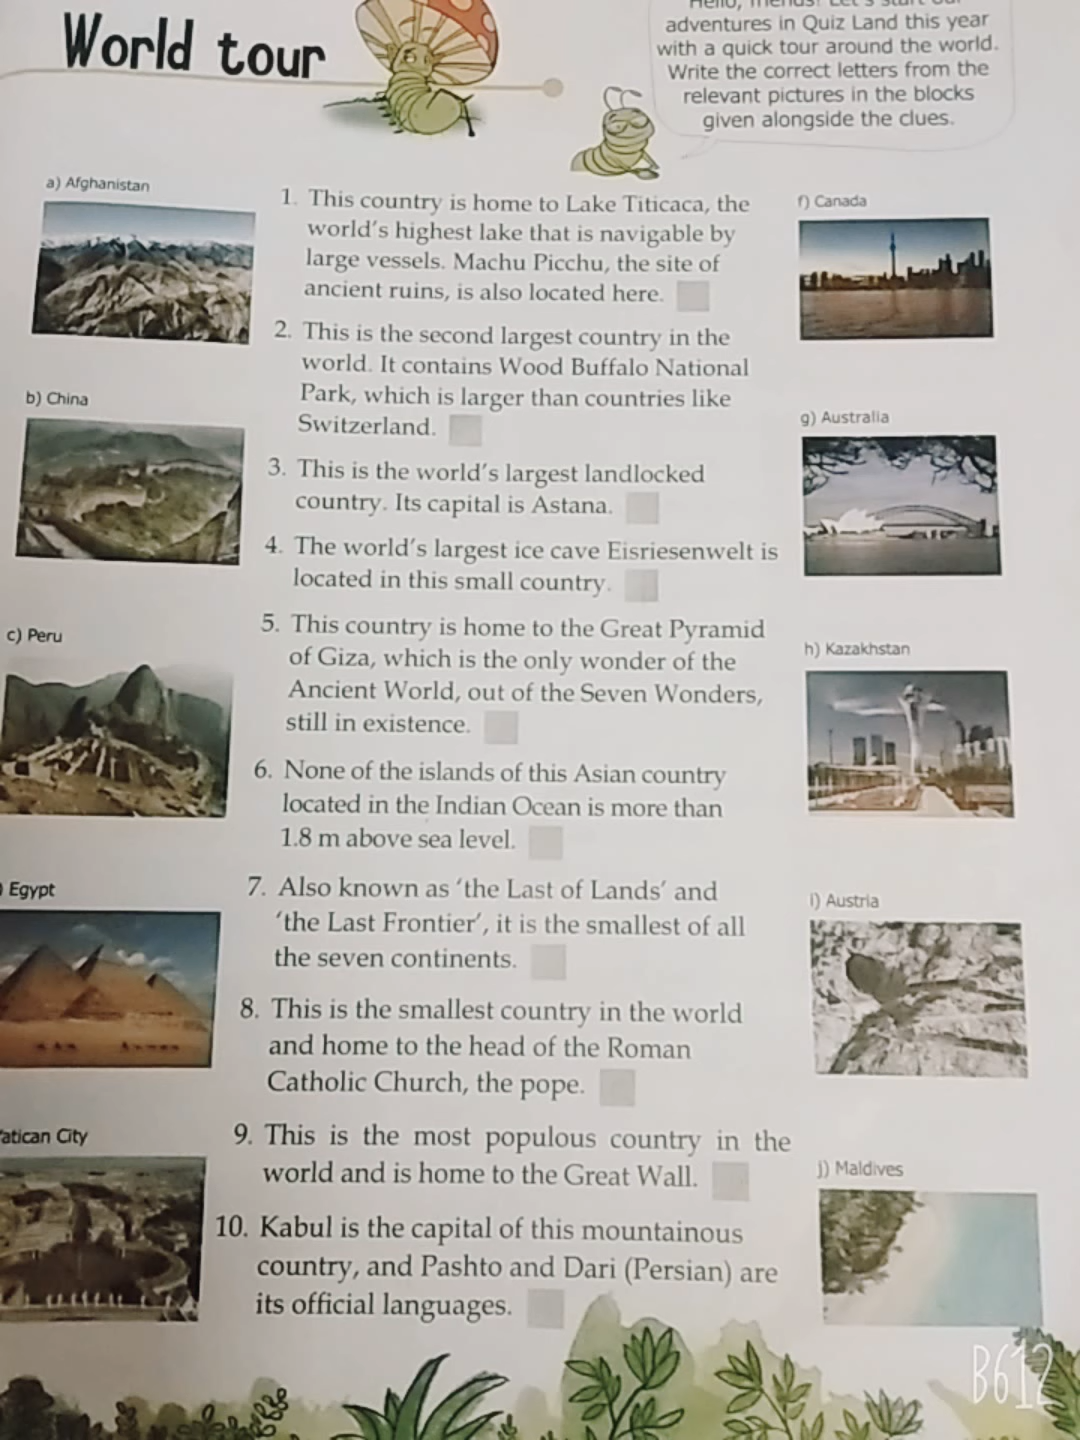 World tour
adventures in Quiz Land this year
with a quick tour around the world.
Write the correct letters from the
relevant pictures in the blocks
given alongside the clues.
a) Afghanistan
b) China
c) Peru
Egypt
atican City
1. This country is home to Lake Titicaca, the
world's highest lake that is navigable by
large vessels. Machu Picchu, the site of
ancient ruins, is also located here.
2. This is the second largest country in the
world. It contains Wood Buffalo National
Park, which is larger than countries like
Switzerland.
3. This is the world's largest landlocked
country. Its capital is Astana.
4. The world's largest ice cave Eisriesenwelt is
located in this small country.
5. This country is home to the Great Pyramid
of Giza, which is the only wonder of the
Ancient World, out of the Seven Wonders,
still in existence.
6. None of the islands of this Asian country
located in the Indian Ocean is more than
1.8 m above sea level.
7. Also known as 'the Last of Lands' and
'the Last Frontier', it is the smallest of all
the seven continents.
8. This is the smallest country in the world
and home to the head of the Roman
Catholic Church, the pope.
9. This is the most populous country in the
world and is home to the Great Wall.
10. Kabul is the capital of this mountainous
country, and Pashto and Dari (Persian) are
its official languages.
f) Canada
g) Australia
h) Kazakhstan
i) Austria
j) Maldives
B612